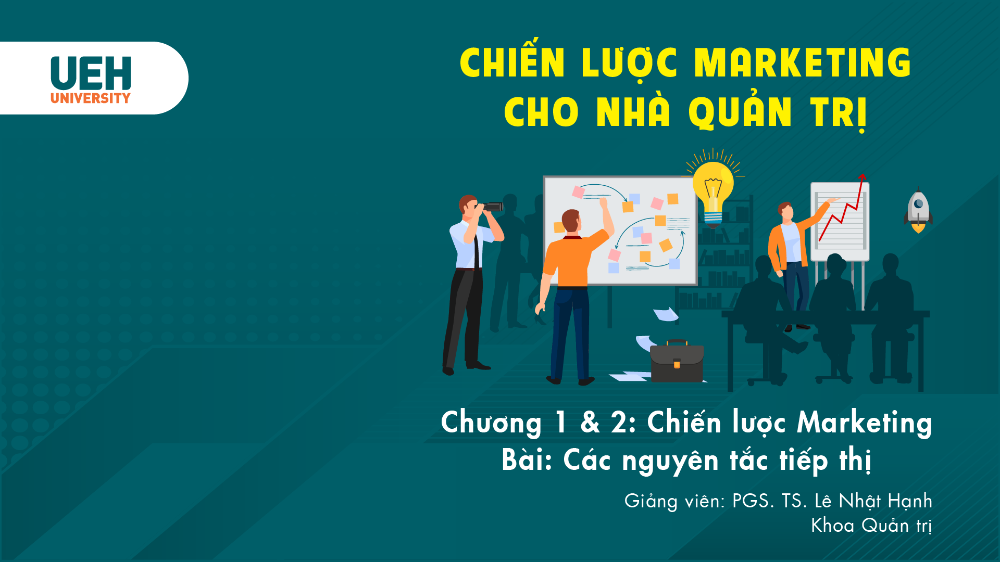 UEH
UNIVERSITY
CHIẾN LƯỢC MARKETING
CHO NHÀ QUẢN TRỊ
Chương 1 & 2: Chiến lược Marketing
Bài: Các nguyên tắc tiếp thị
Giảng viên: PGS. TS. Lê Nhật Hạnh
Khoa Quản trị